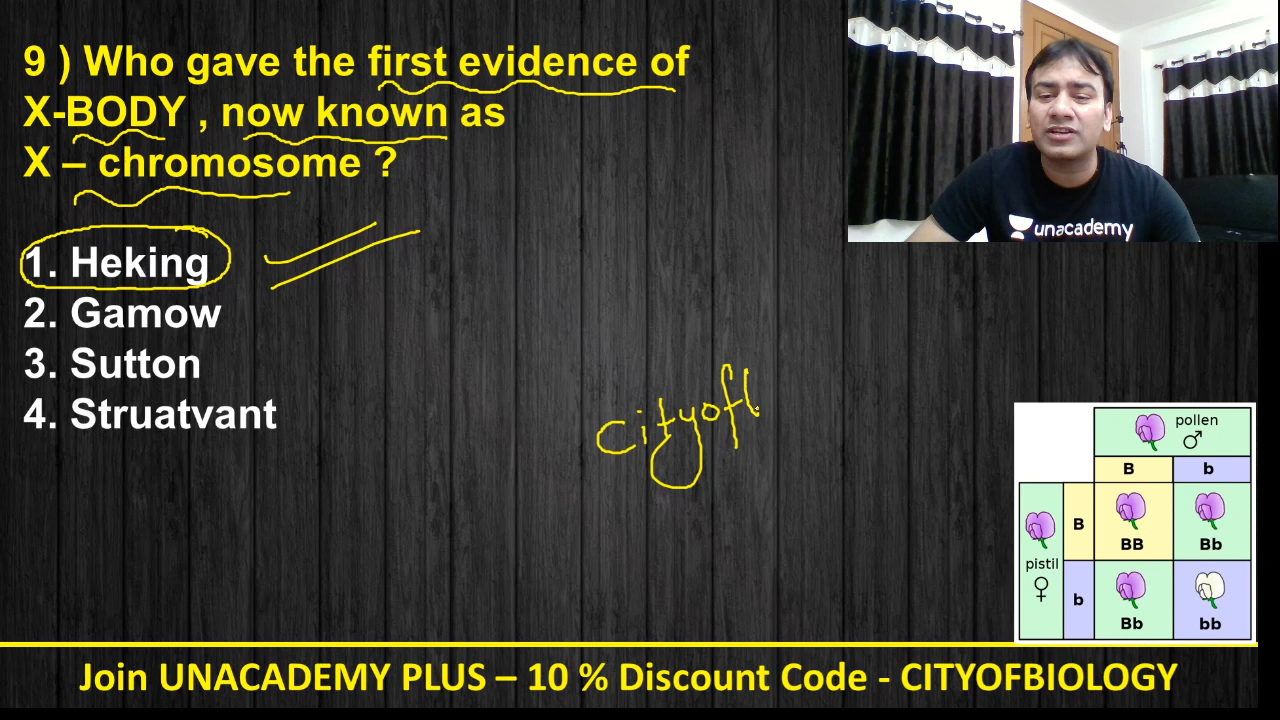 9 ) Who gave the first evidence of
X-BODY , now known as
X – chromosome ?
1. Heking
2. Gamow
3. Sutton
4. Struatvant
unacademy
Cityofl
pollen
♂
B b
B
BB Bb
pistil
♀
b
Bb bb
Join UNACADEMY PLUS – 10 % Discount Code - CITYOFBIOLOGY